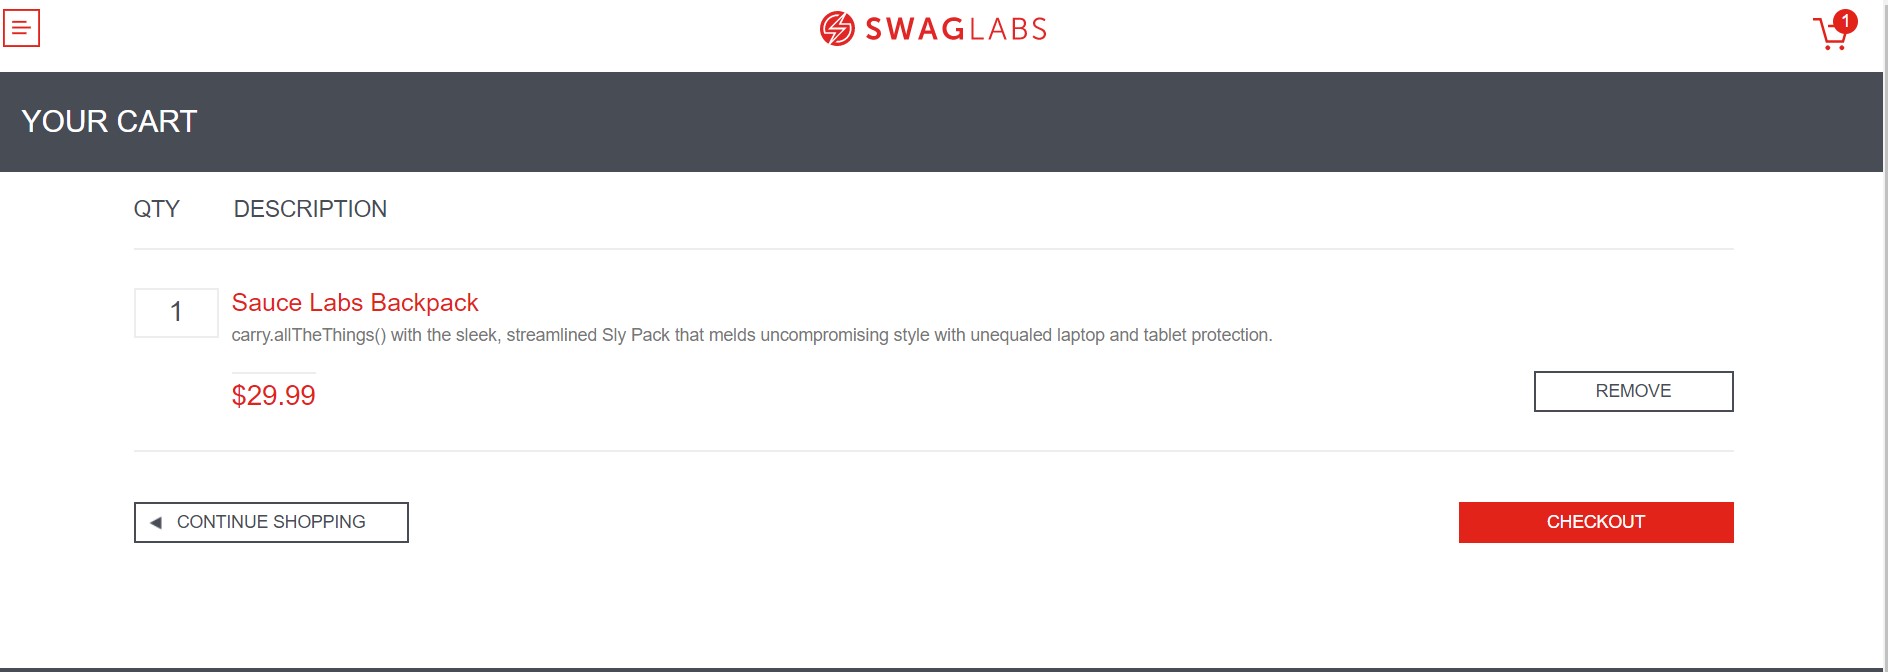 SWAGLABS
1
YOUR CART
QTY DESCRIPTION
1 Sauce Labs Backpack
carry.allTheThings() with the sleek, streamlined Sly Pack that melds uncompromising style with unequaled laptop and tablet protection.
$29.99
REMOVE
CONTINUE SHOPPING
CHECKOUT